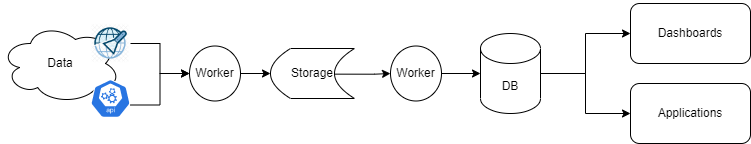 Data
api
Worker
Storage
Worker
DB
Dashboards
Applications